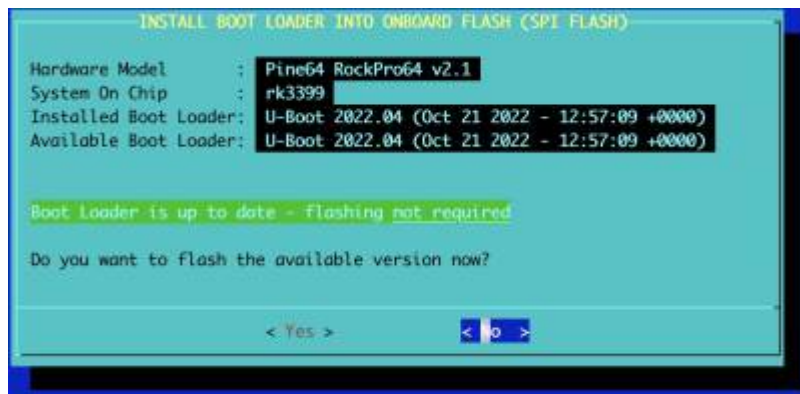 INSTALL BOOT LOADER INTO ONBOARD FLASH (SPI FLASH)
Hardware Model : Pine64 RockPro64 v2.1
System On Chip : rk3399
Installed Boot Loader: U-Boot 2022.04 (Oct 21 2022 - 12:57:09 +0000)
Available Boot Loader: U-Boot 2022.04 (Oct 21 2022 - 12:57:09 +0000)
Boot Loader is up to date - flashing not required
Do you want to flash the available version now?
< Yes > < No >